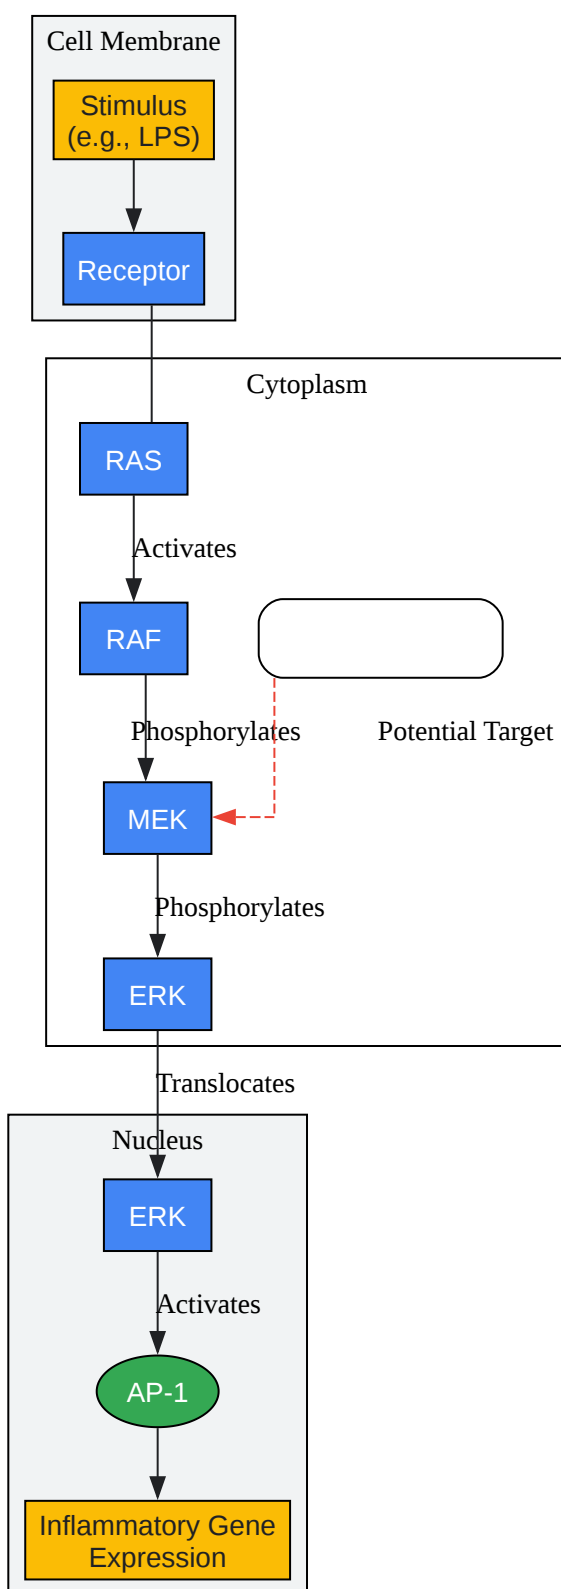 Cell Membrane
Stimulus
(e.g., LPS)
Receptor
Cytoplasm
RAS
Activates
RAF
Phosphorylates
Potential Target
MEK
Phosphorylates
ERK
Translocates
Nucleus
ERK
Activates
AP-1
Inflammatory Gene
Expression